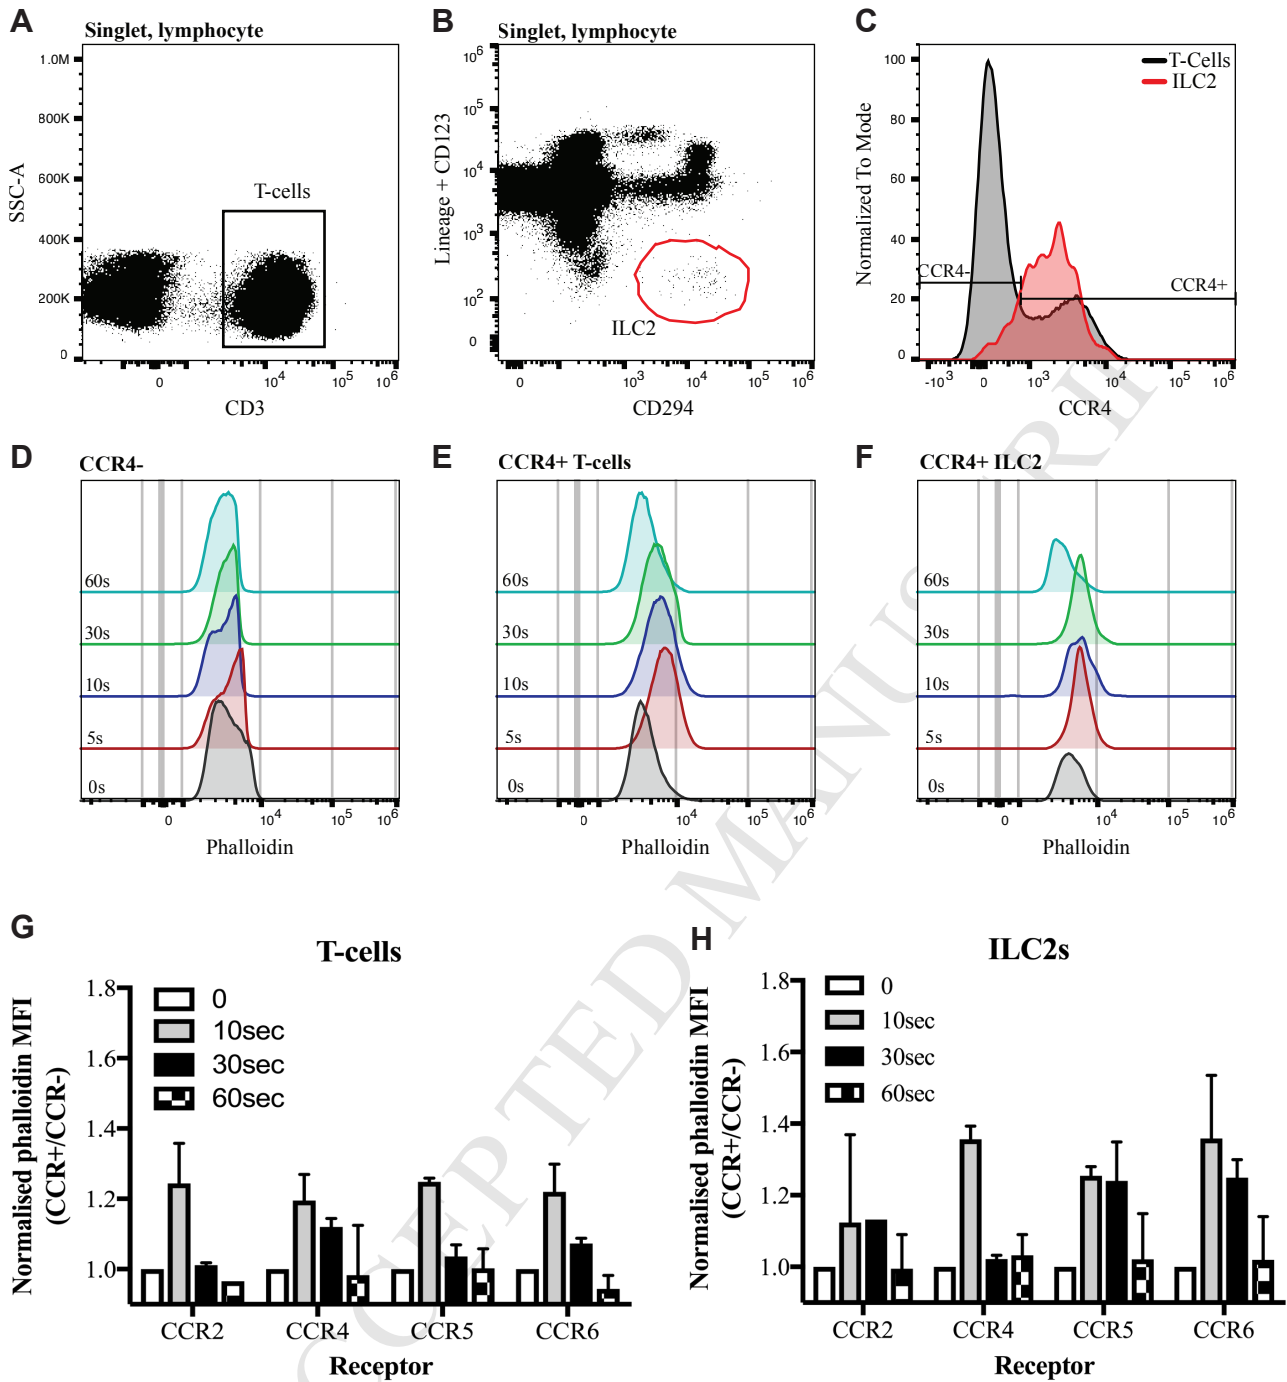 A
Singlet, lymphocyte
1.0M
800K
600K
400K
200K
0
SSC-A
T-cells
0 10^4 10^5 10^6
CD3
B
Singlet, lymphocyte
10^6
10^5
10^4
10^3
10^2
0
Lineage + CD123
ILC2
0 10^3 10^4 10^5 10^6
CD294
C
T-Cells
ILC2
100
80
60
40
20
0
Normalized To Mode
CCR4-
CCR4+
-10^3 0 10^3 10^4 10^5 10^6
CCR4
D
CCR4-
60s
30s
10s
5s
0s
0 10^4 10^5 10^6
Phalloidin
E
CCR4+ T-cells
60s
30s
10s
5s
0s
0 10^4 10^5 10^6
Phalloidin
F
CCR4+ ILC2
60s
30s
10s
5s
0s
0 10^4 10^5 10^6
Phalloidin
G
T-cells
Normalised phalloidin MFI
(CCR+/CCR-)
1.8
1.6
1.4
1.2
1.0
0
10sec
30sec
60sec
CCR2 CCR4 CCR5 CCR6
Receptor
H
ILC2s
Normalised phalloidin MFI
(CCR+/CCR-)
1.8
1.6
1.4
1.2
1.0
0
10sec
30sec
60sec
CCR2 CCR4 CCR5 CCR6
Receptor
CCEPTED MANUSCRIP